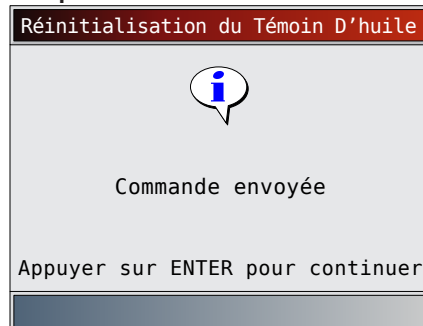 Réinitialisation du Témoin D’huile
i
Commande envoyée
Appuyer sur ENTER pour continuer